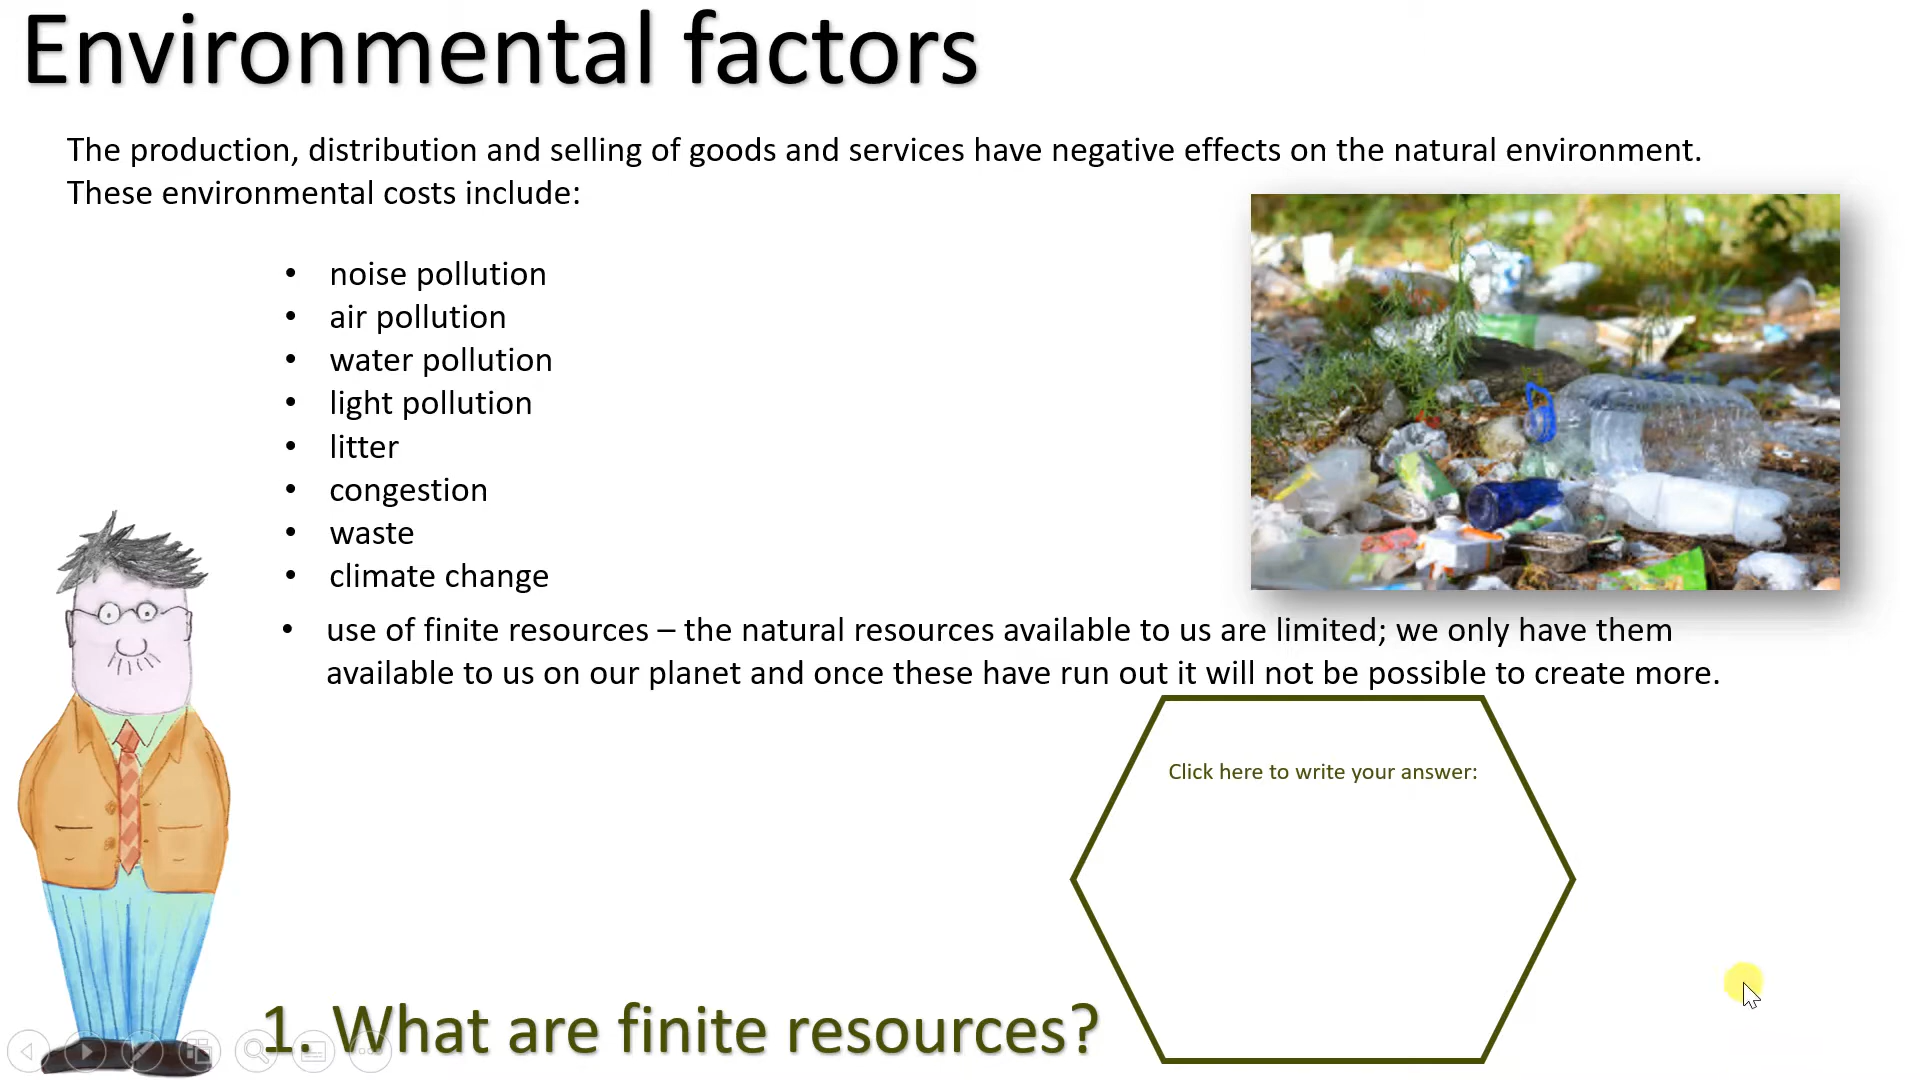 Environmental factors
The production, distribution and selling of goods and services have negative effects on the natural environment.
These environmental costs include:
• noise pollution
• air pollution
• water pollution
• light pollution
• litter
• congestion
• waste
• climate change
• use of finite resources – the natural resources available to us are limited; we only have them
available to us on our planet and once these have run out it will not be possible to create more.
Click here to write your answer:
1. What are finite resources?